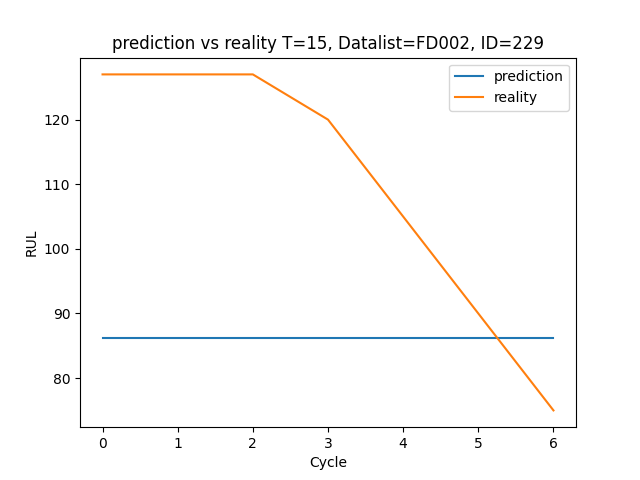 prediction vs reality T=15, Datalist=FD002, ID=229
prediction
reality
120
110
100
90
80
RUL
0 1 2 3 4 5 6
Cycle